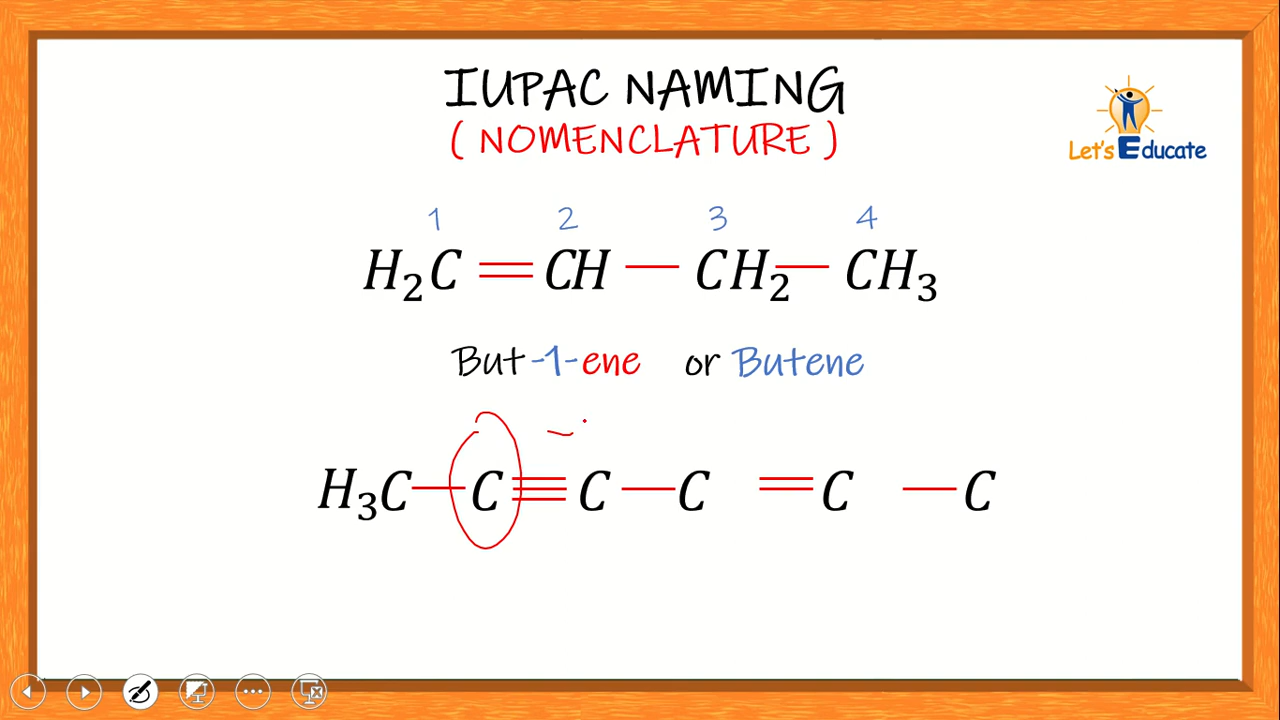 IUPAC NAMING
( NOMENCLATURE )
Let's Educate
1 2 3 4
H₂C = CH — CH₂ — CH₃
But -1- ene or Butene
H₃C — C ≡ C — C = C — C